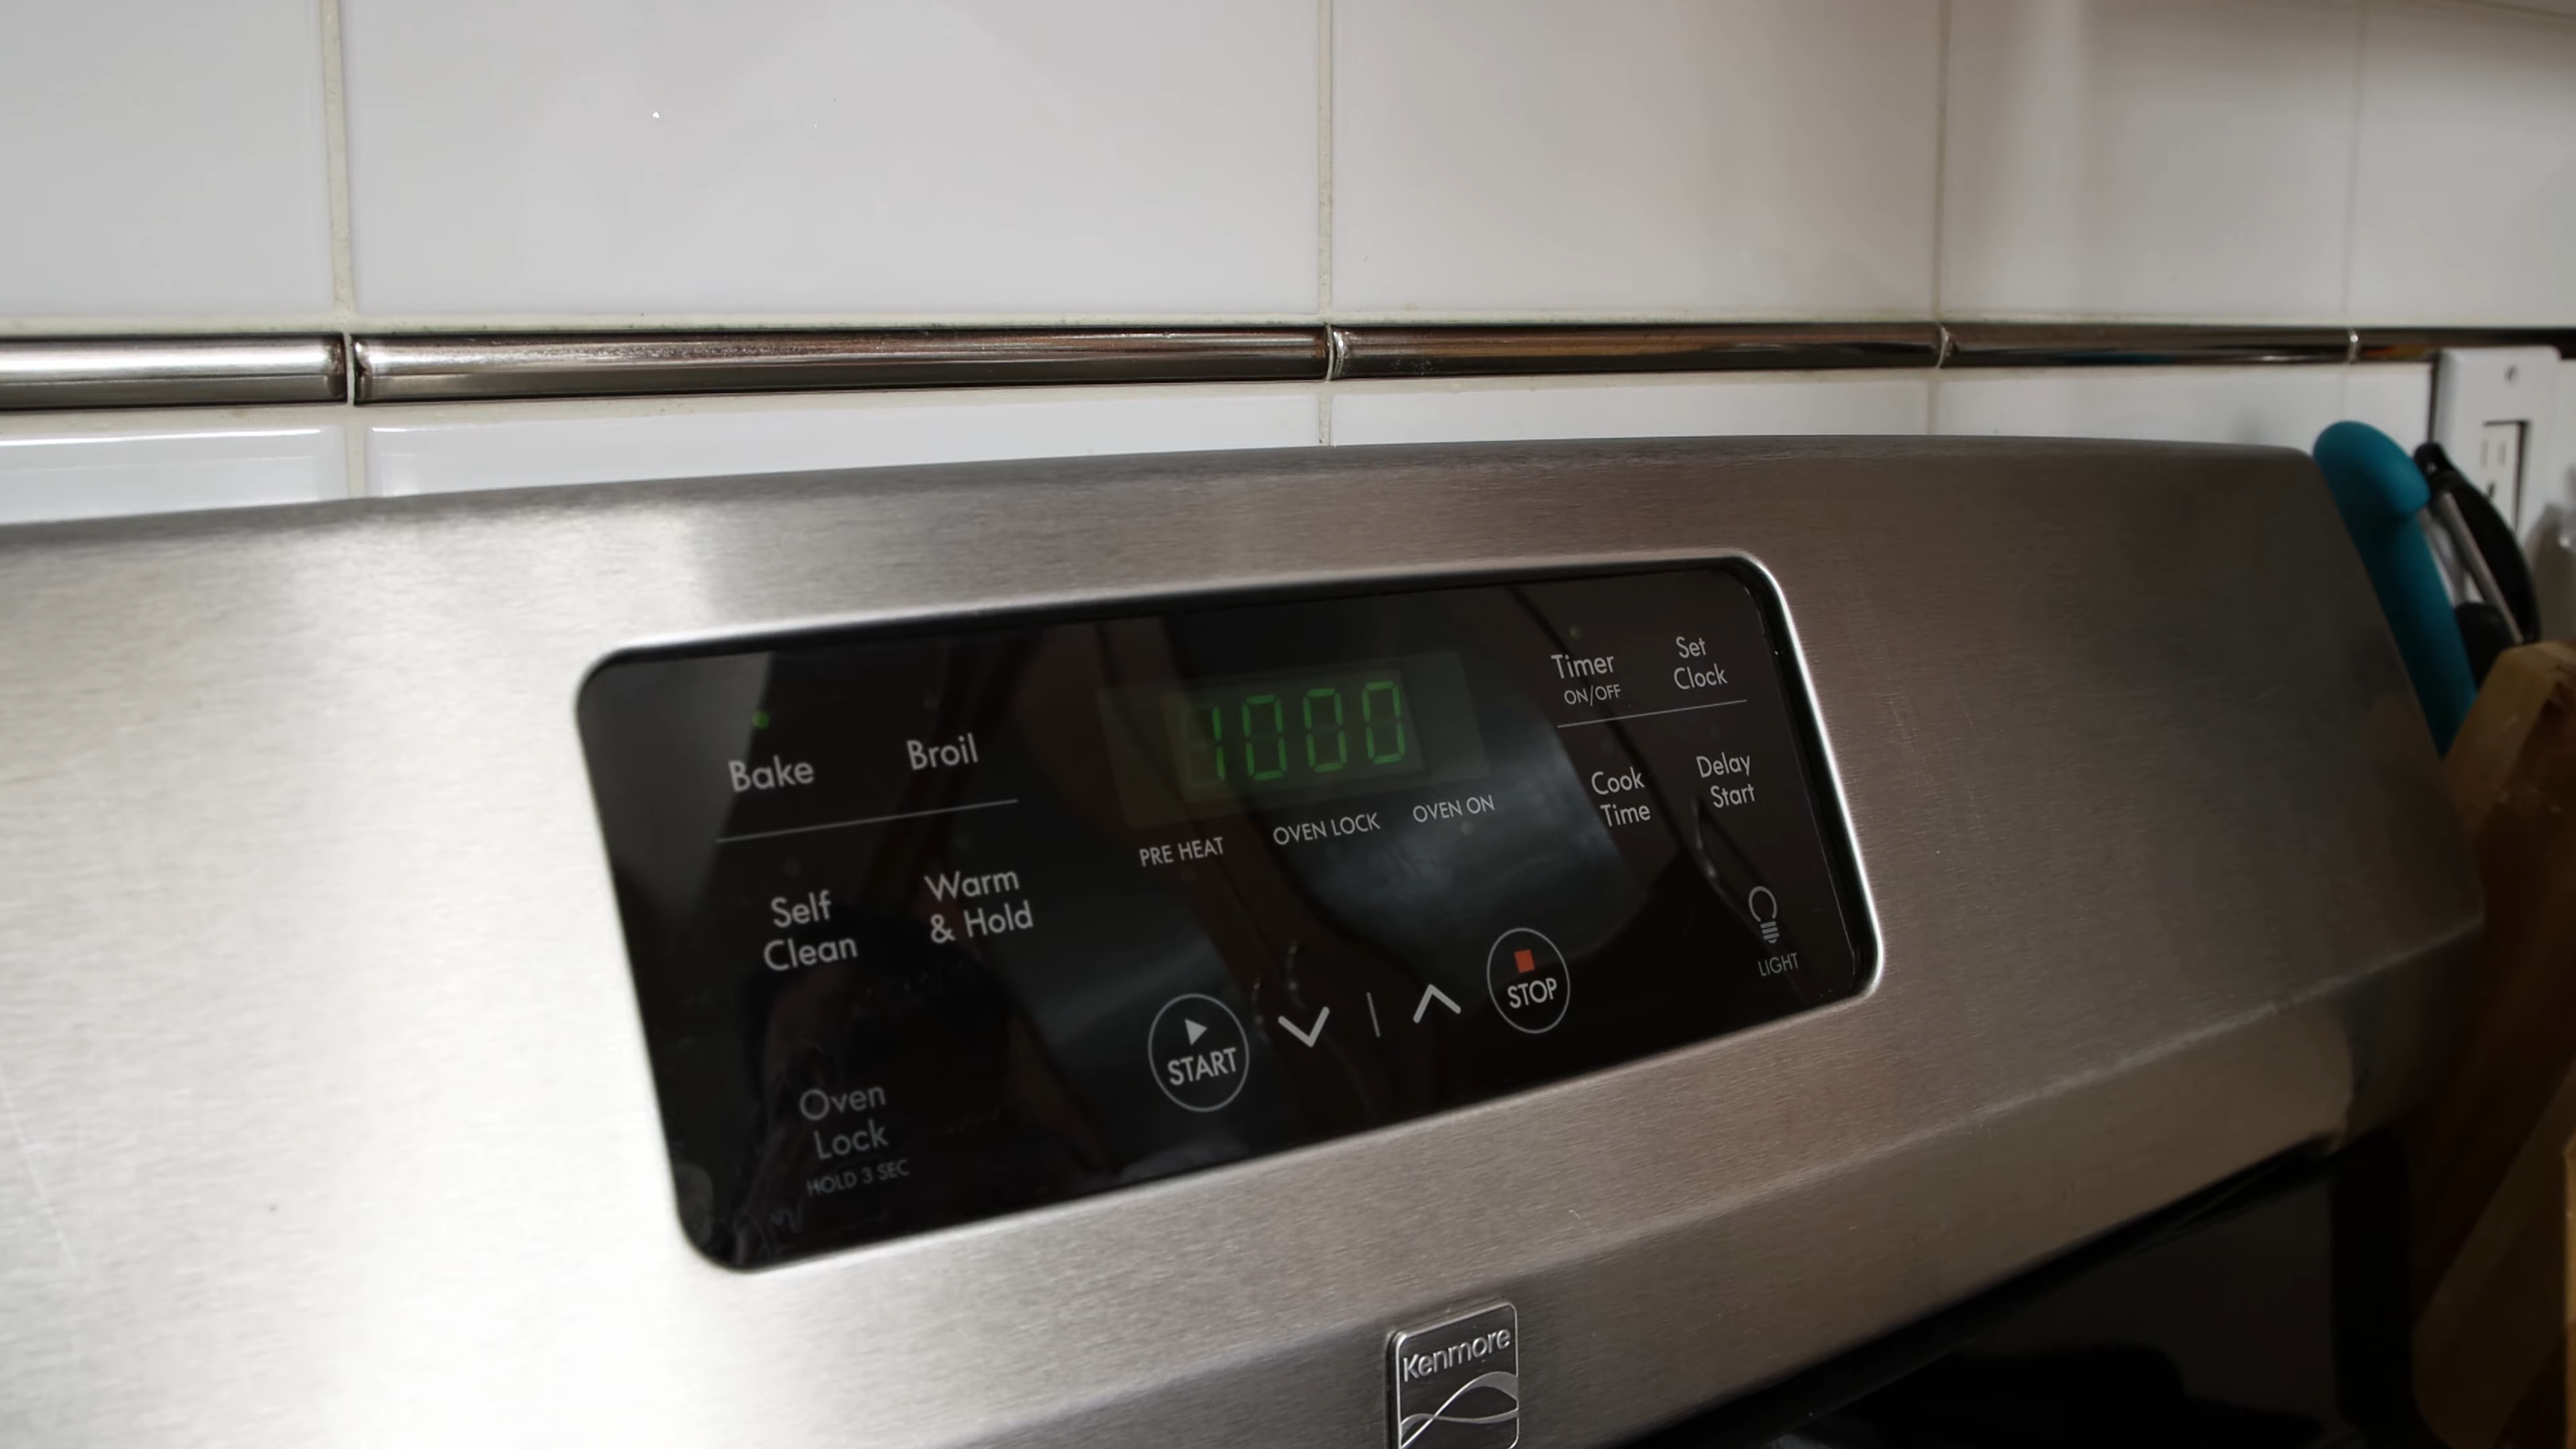 Bake
Broil
Self
Clean
Warm
& Hold
Oven
Lock
HOLD 3 SEC
1000
PRE HEAT
OVEN LOCK
OVEN ON
START
STOP
Timer
ON/OFF
Set
Clock
Cook
Time
Delay
Start
LIGHT
Kenmore